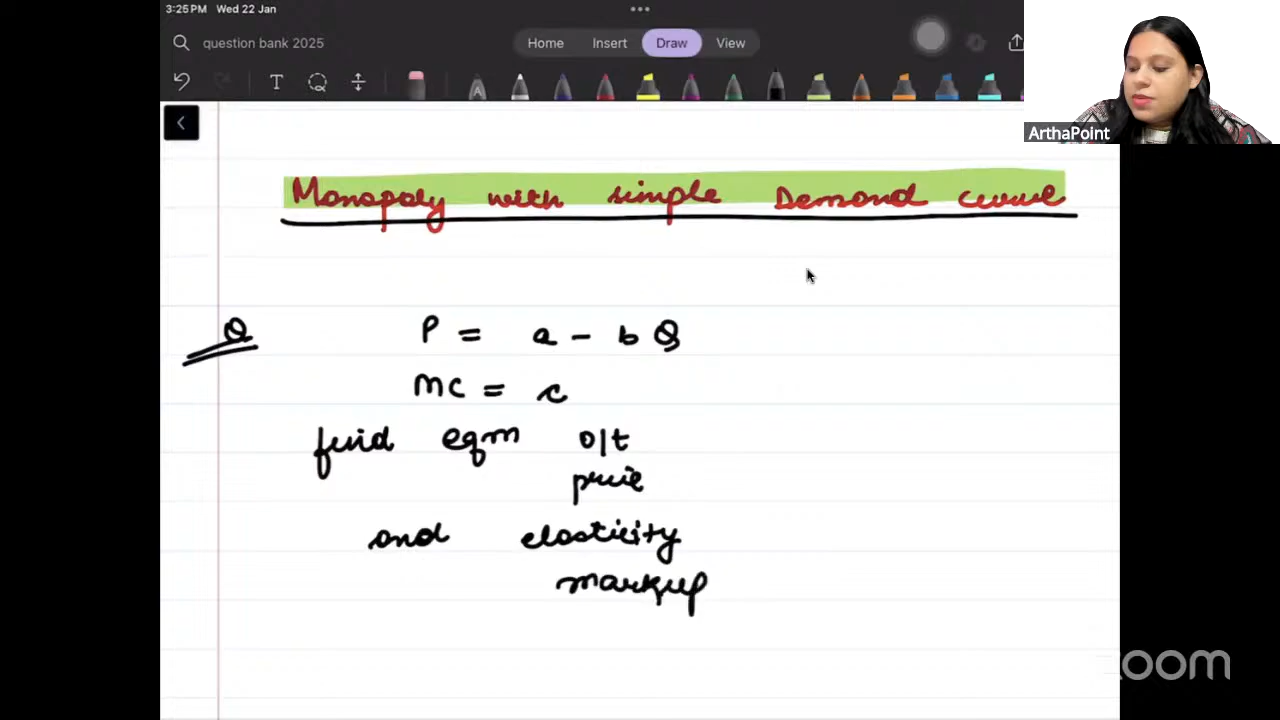 3:25 PM Wed 22 Jan
question bank 2025
Home Insert Draw View
ArthaPoint
Monopoly with simple Demand curve
Q P = a - b Q
MC = c
find eqm o/t
price
and elasticity
markup
zoom